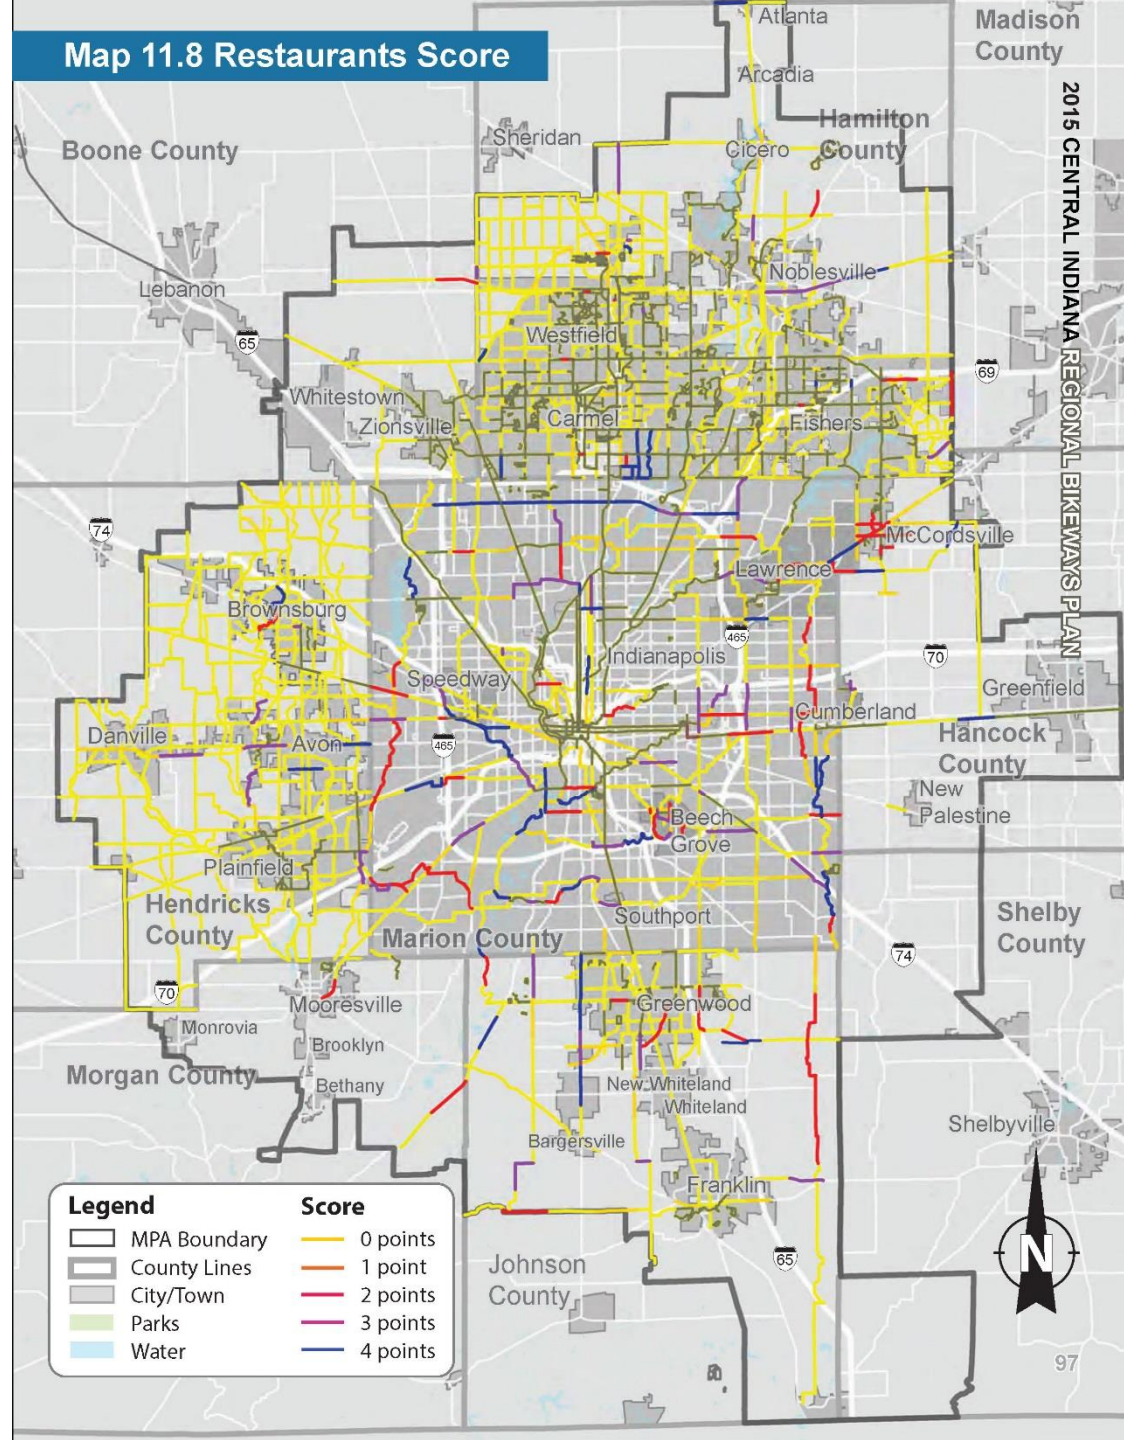 Map 11.8 Restaurants Score
Atlanta
Madison
County
Arcadia
2015 CENTRAL INDIANA REGIONAL BIKEWAYS PLAN
Sheridan
Hamilton
County
Cicero
Boone County
Noblesville
Lebanon
Westfield
65
69
Whitestown
Zionsville
Carmel
Fishers
74
McCordsville
Lawrence
Brownsburg
465
Indianapolis
70
Speedway
Greenfield
Cumberland
Danville
Avon
465
Hancock
County
New
Palestine
Beech
Grove
Plainfield
Hendricks
County
Southport
Shelby
County
Marion County
74
70
Mooresville
Greenwood
Monrovia
Brooklyn
Morgan County
Bethany
New Whiteland
Whiteland
Bargersville
Shelbyville
Franklin
Legend
MPA Boundary
County Lines
City/Town
Parks
Water
Score
0 points
1 point
2 points
3 points
4 points
Johnson
County
65
N
97